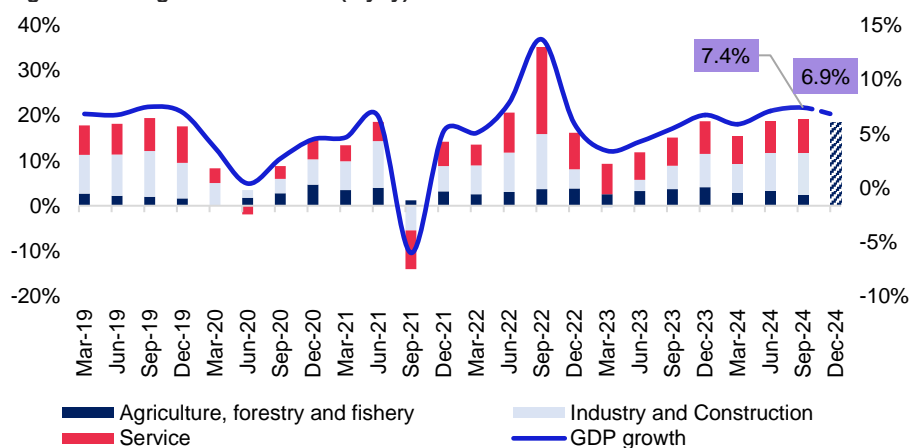 40%
30%
20%
10%
0%
-10%
-20%
15%
10%
5%
0%
-5%
-10%
7.4%
6.9%
Mar-19
Jun-19
Sep-19
Dec-19
Mar-20
Jun-20
Sep-20
Dec-20
Mar-21
Jun-21
Sep-21
Dec-21
Mar-22
Jun-22
Sep-22
Dec-22
Mar-23
Jun-23
Sep-23
Dec-23
Mar-24
Jun-24
Sep-24
Dec-24
Agriculture, forestry and fishery
Industry and Construction
Service
GDP growth